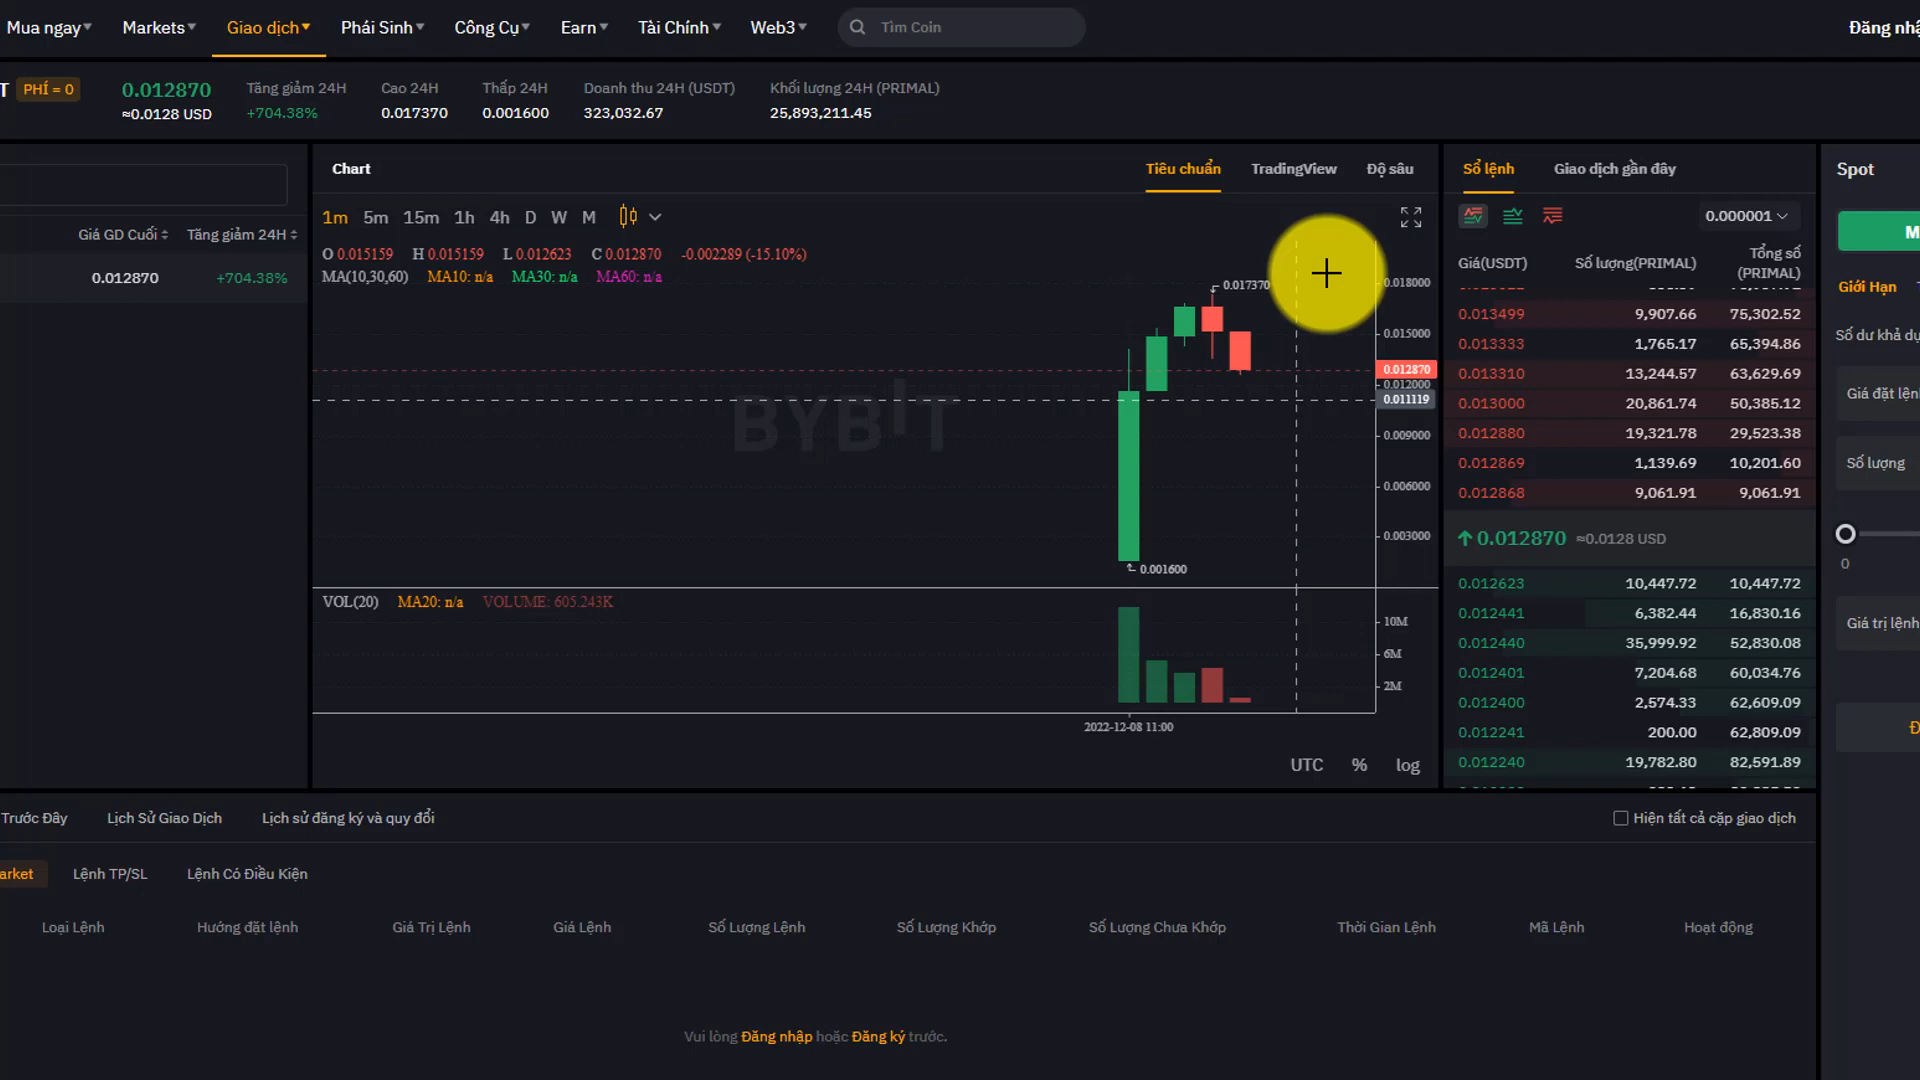 Mua ngay Markets Giao dịch Phái Sinh Công Cụ Earn Tài Chính Web3 Tìm Coin
T PHÍ = 0 0.012870 ≈0.0128 USD
Tăng giảm 24H +704.38%
Cao 24H 0.017370
Thấp 24H 0.001600
Doanh thu 24H (USDT) 323,032.67
Khối lượng 24H (PRIMAL) 25,893,211.45
Giá GD Cuối Tăng giảm 24H
0.012870 +704.38%
Chart Tiêu chuẩn TradingView Độ sâu
1m 5m 15m 1h 4h D W M
O 0.015159 H 0.015159 L 0.012623 C 0.012870 -0.002289 (-15.10%)
MA(10,30,60) MA10: n/a MA30: n/a MA60: n/a
0.017370
0.018000
0.015000
0.012870
0.012000
0.011119
0.009000
0.006000
0.003000
BYBIT
0.001600
VOL(20) MA20: n/a VOLUME: 605.243K
10M
6M
2M
2022-12-08 11:00
UTC % log
Sổ lệnh Giao dịch gần đây
0.000001
Giá(USDT) Số lượng(PRIMAL) Tổng số (PRIMAL)
0.013499 9,907.66 75,302.52
0.013333 1,765.17 65,394.86
0.013310 13,244.57 63,629.69
0.013000 20,861.74 50,385.12
0.012880 19,321.78 29,523.38
0.012869 1,139.69 10,201.60
0.012868 9,061.91 9,061.91
0.012870 ≈0.0128 USD
0.012623 10,447.72 10,447.72
0.012441 6,382.44 16,830.16
0.012440 35,999.92 52,830.08
0.012401 7,204.68 60,034.76
0.012400 2,574.33 62,609.09
0.012241 200.00 62,809.09
0.012240 19,782.80 82,591.89
Spot
M
Giới Hạn
Số dư khả
Giá đặt
Số lượng
0
Giá trị
Đ
Trước Đây Lịch Sử Giao Dịch Lịch sử đăng ký và quy đổi Hiện tất cả cặp giao dịch
arket Lệnh TP/SL Lệnh Có Điều Kiện
Loại Lệnh Hướng đặt lệnh Giá Trị Lệnh Giá Lệnh Số Lượng Lệnh Số Lượng Khớp Số Lượng Chưa Khớp Thời Gian Lệnh Mã Lệnh Hoạt động
Vui lòng Đăng nhập hoặc Đăng ký trước.